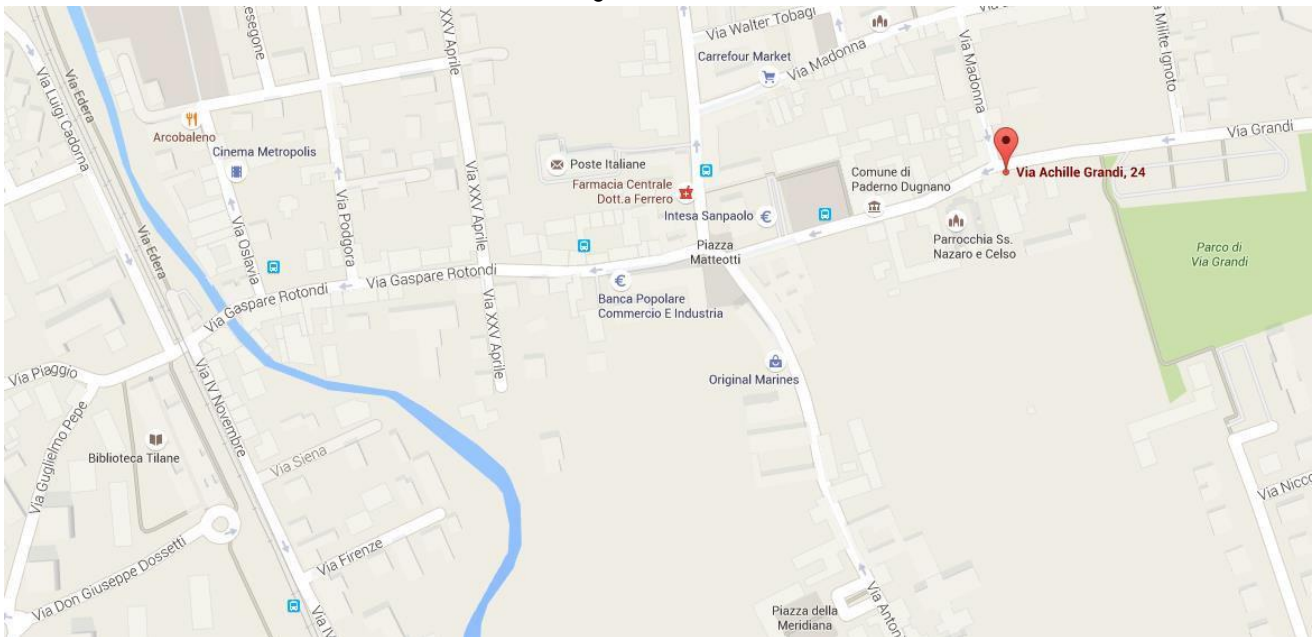 Via Walter Tobagi
Carrefour Market
Via Madonna
Via Madonna
Milite Ignoto
Via Grandi
Via Achille Grandi, 24
XXV Aprile
Via Edera
Via Luigi Cadorna
Arcobaleno
Cinema Metropolis
Via XXV Aprile
Poste Italiane
Farmacia Centrale
Dott.a Ferrero
Comune di
Paderno Dugnano
Intesa Sanpaolo
Parrocchia Ss.
Nazaro e Celso
Parco di
Via Grandi
Via Edera
Via Oslavia
Via Podgora
Piazza
Matteotti
Via Gaspare Rotondi
Via Gaspare Rotondi
Banca Popolare
Commercio E Industria
Via XXV Aprile
Via Piaggio
Via IV Novembre
Original Marines
Via Guglielmo Pepe
Biblioteca Tilane
Via Siena
Via Firenze
Via Don Giuseppe Dossetti
Via IV
Piazza della
Meridiana